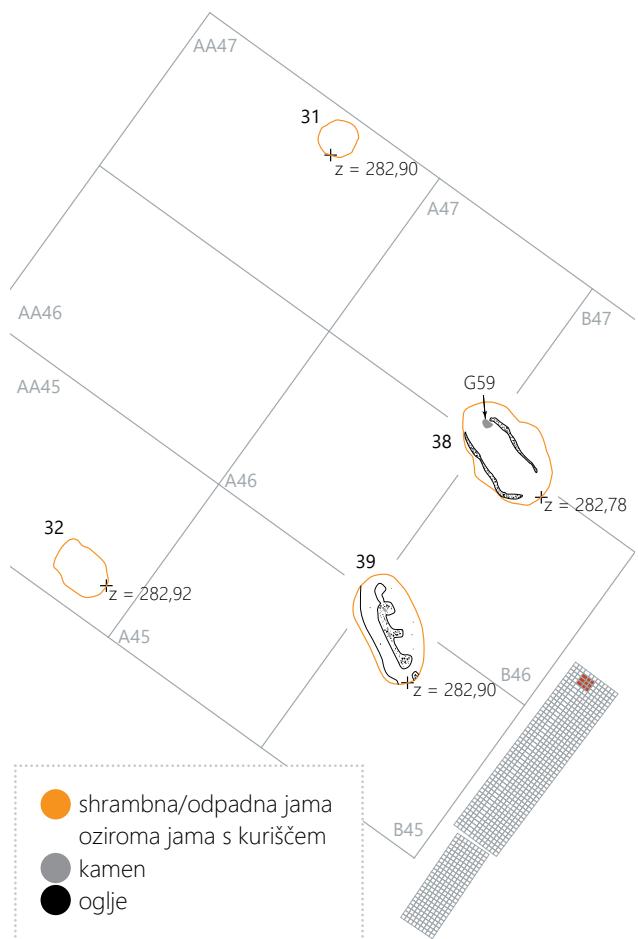 AA47
31
z = 282,90
A47
B47
AA46
AA45
G59
38
A46
z = 282,78
32
39
z = 282,92
A45
B46
z = 282,90
shrambna/odpadna jama
oziroma jama s kuriščem
B45
kamen
oglje